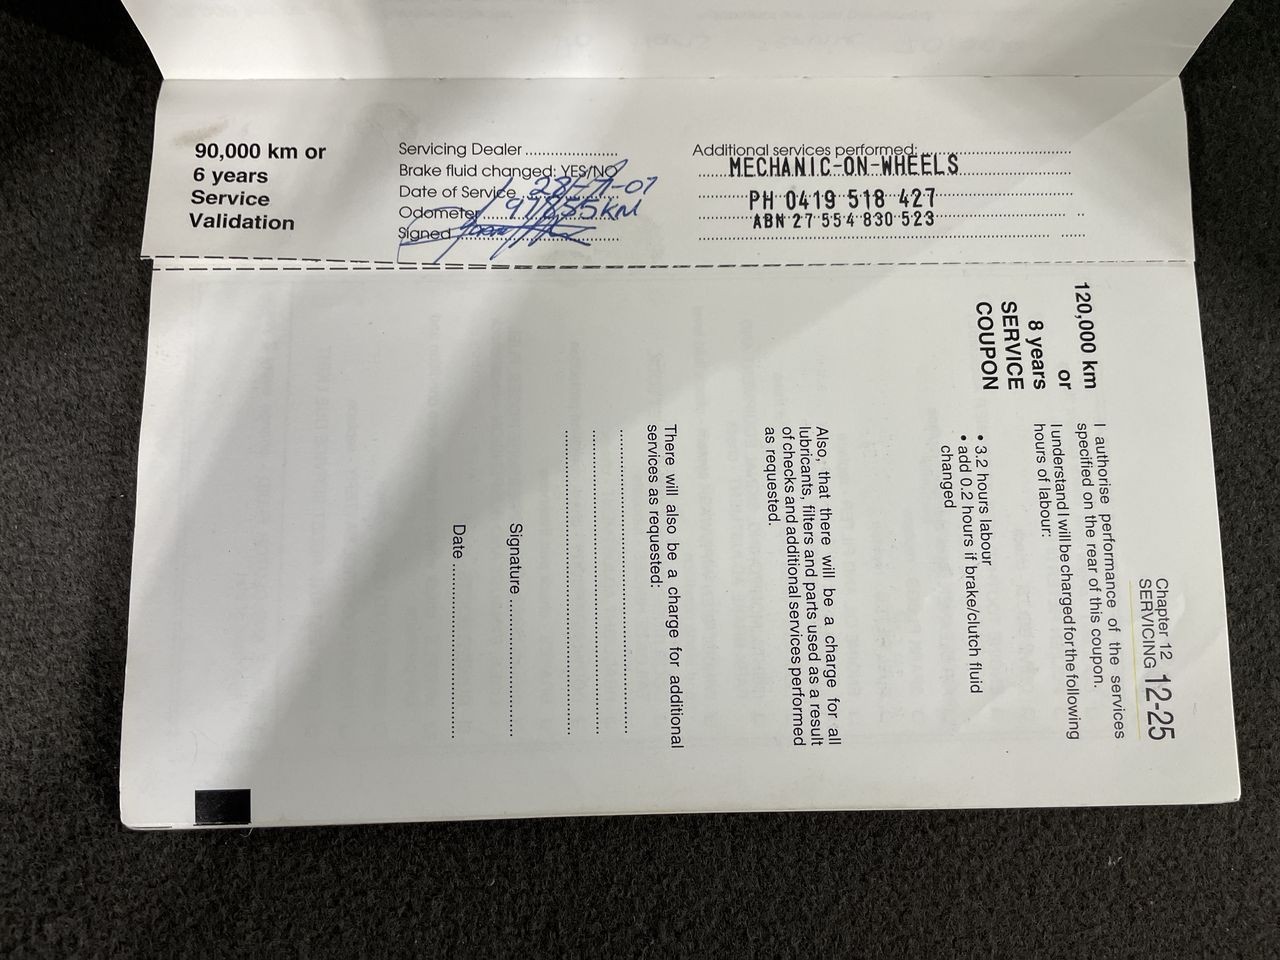 90,000 km or
6 years
Service
Validation
Servicing Dealer ......................
Brake fluid changed: YES/NO
Date of Service 28-11-07
Odometer 97855KM
Signed
Additional services performed:
MECHANIC-ON-WHEELS
PH 0419 518 427
ABN 27 554 830 523
Chapter 12
SERVICING 12-25
120,000 km
or
8 years
SERVICE
COUPON
I authorise performance of the services
specified on the rear of this coupon.
I understand I will be charged for the following
hours of labour:
• 3.2 hours labour
• add 0.2 hours if brake/clutch fluid
changed
Also, that there will be a charge for all
lubricants, filters and parts used as a result
of checks and additional services performed
as requested.
There will also be a charge for additional
services as requested:
Signature
Date